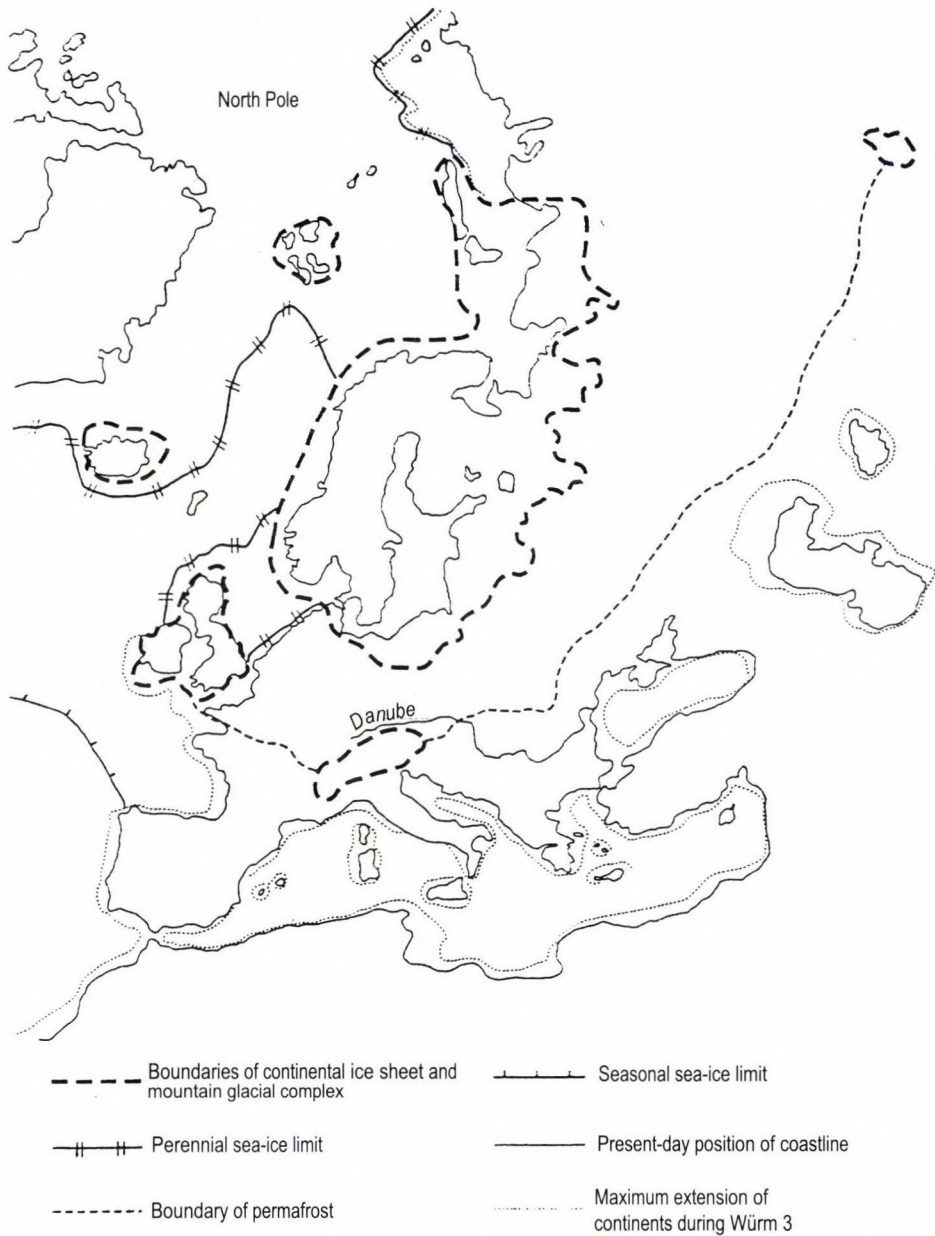 North Pole
Danube
Boundaries of continental ice sheet and
mountain glacial complex
Seasonal sea-ice limit
Perennial sea-ice limit
Present-day position of coastline
Boundary of permafrost
Maximum extension of
continents during Würm 3